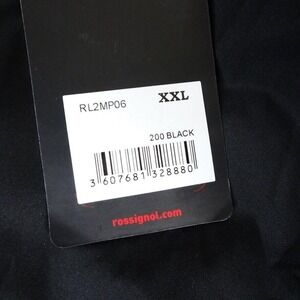 RL2MP06 XXL
200 BLACK
3 607681 328880
rossignol.com